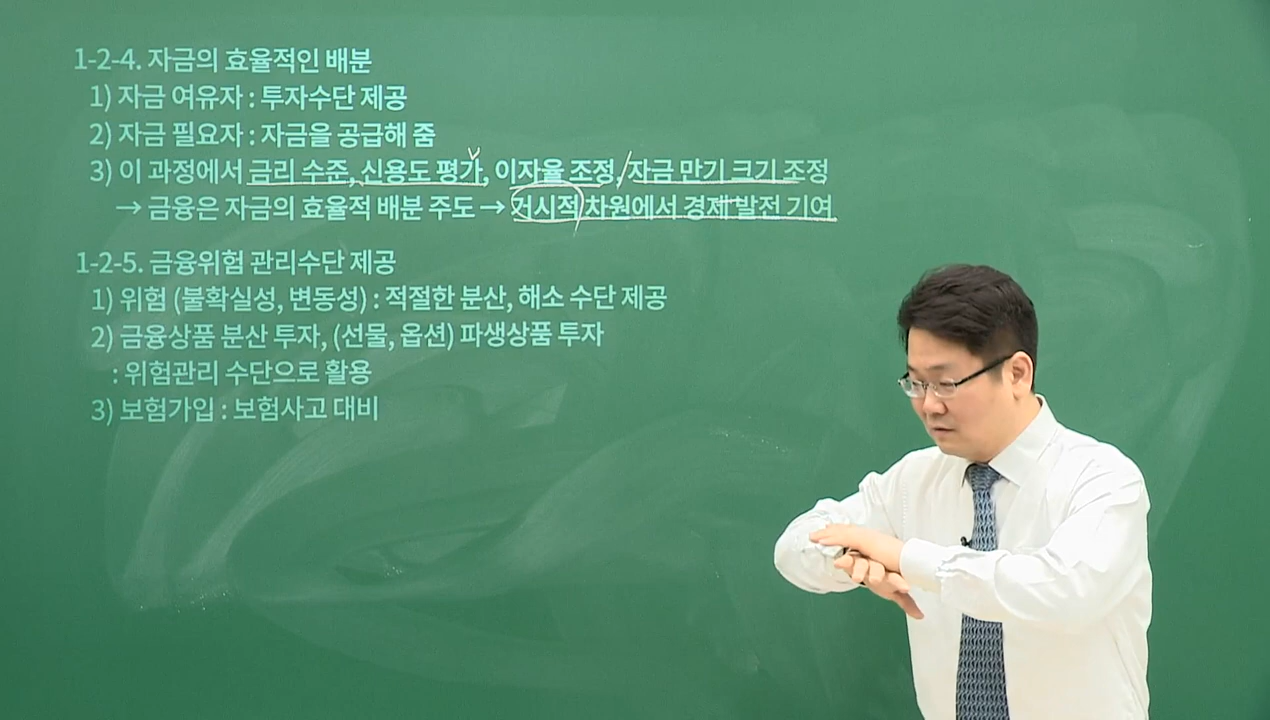 1-2-4. 자금의 효율적인 배분
1) 자금 여유자 : 투자수단 제공
2) 자금 필요자 : 자금을 공급해 줌
3) 이 과정에서 금리 수준, 신용도 평가, 이자율 조정, 자금 만기 크기 조정
→ 금융은 자금의 효율적 배분 주도 → 거시적 차원에서 경제 발전 기여
1-2-5. 금융위험 관리수단 제공
1) 위험 (불확실성, 변동성) : 적절한 분산, 해소 수단 제공
2) 금융상품 분산 투자, (선물, 옵션) 파생상품 투자
: 위험관리 수단으로 활용
3) 보험가입 : 보험사고 대비